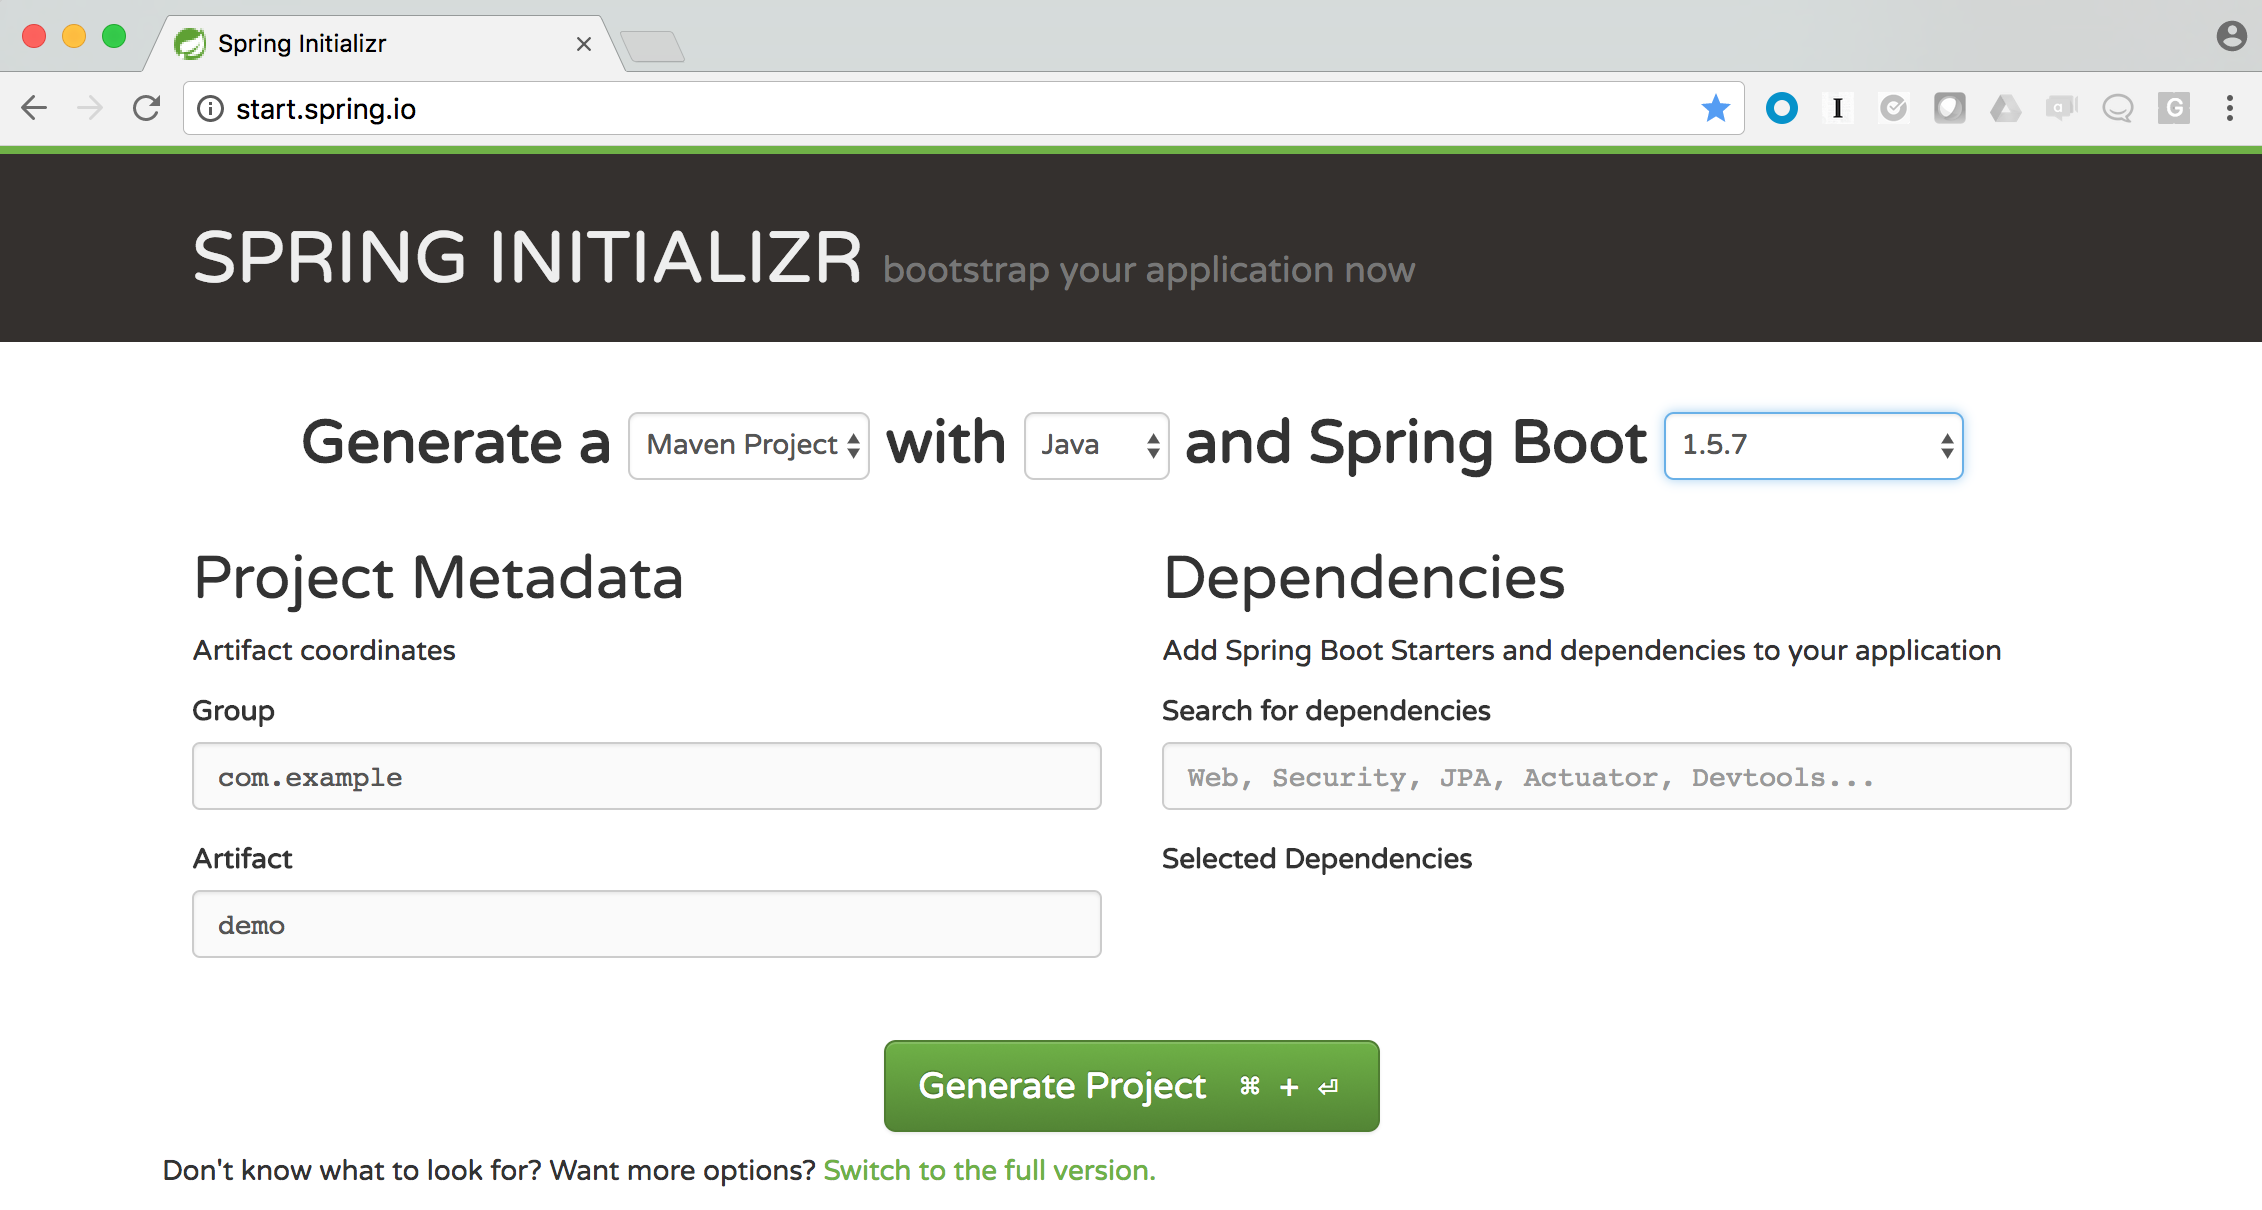 Spring Initializr
start.spring.io
SPRING INITIALIZR bootstrap your application now
Generate a Maven Project with Java and Spring Boot 1.5.7
Project Metadata
Artifact coordinates
Group
com.example
Artifact
demo
Dependencies
Add Spring Boot Starters and dependencies to your application
Search for dependencies
Web, Security, JPA, Actuator, Devtools...
Selected Dependencies
Generate Project ⌘ + ⏎
Don't know what to look for? Want more options? Switch to the full version.